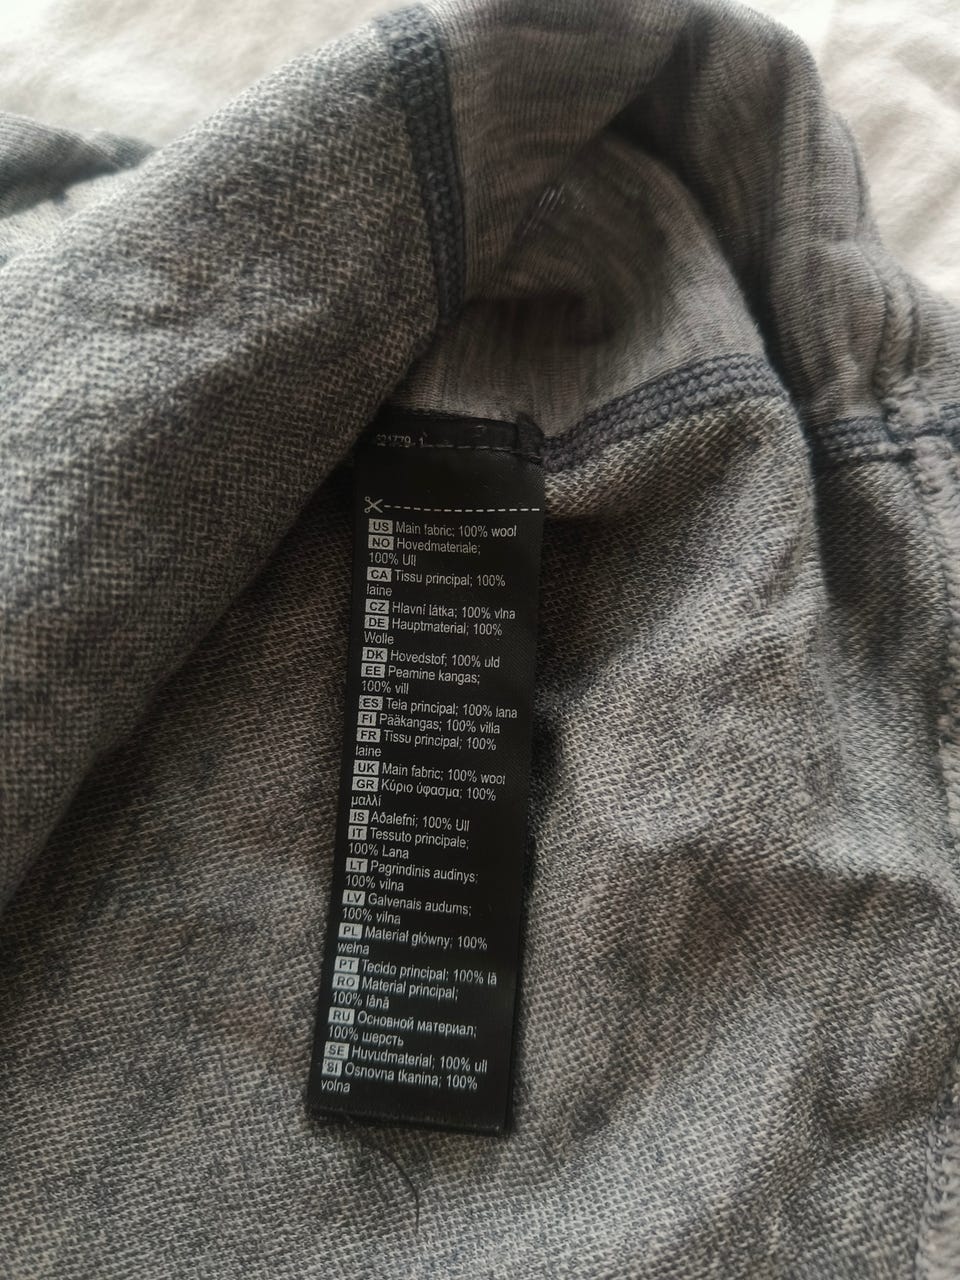 21779-1
US Main fabric; 100% wool
NO Hovedmateriale;
100% Ull
CA Tissu principal; 100%
laine
CZ Hlavní látka; 100% vlna
DE Hauptmaterial; 100%
Wolle
DK Hovedstof; 100% uld
EE Peamine kangas;
100% vill
ES Tela principal; 100% lana
FI Pääkangas; 100% villa
FR Tissu principal; 100%
laine
UK Main fabric; 100% wool
GR Κύριο ύφασμα; 100%
μαλλί
IS Aðalefni; 100% Ull
IT Tessuto principale;
100% Lana
LT Pagrindinis audinys;
100% vilna
LV Galvenais audums;
100% vilna
PL Materiał główny; 100%
wełna
PT Tecido principal: 100% lã
RO Material principal;
100% lână
RU Основной материал;
100% шерсть
SE Huvudmaterial; 100% ull
SI Osnovna tkanina; 100%
volna